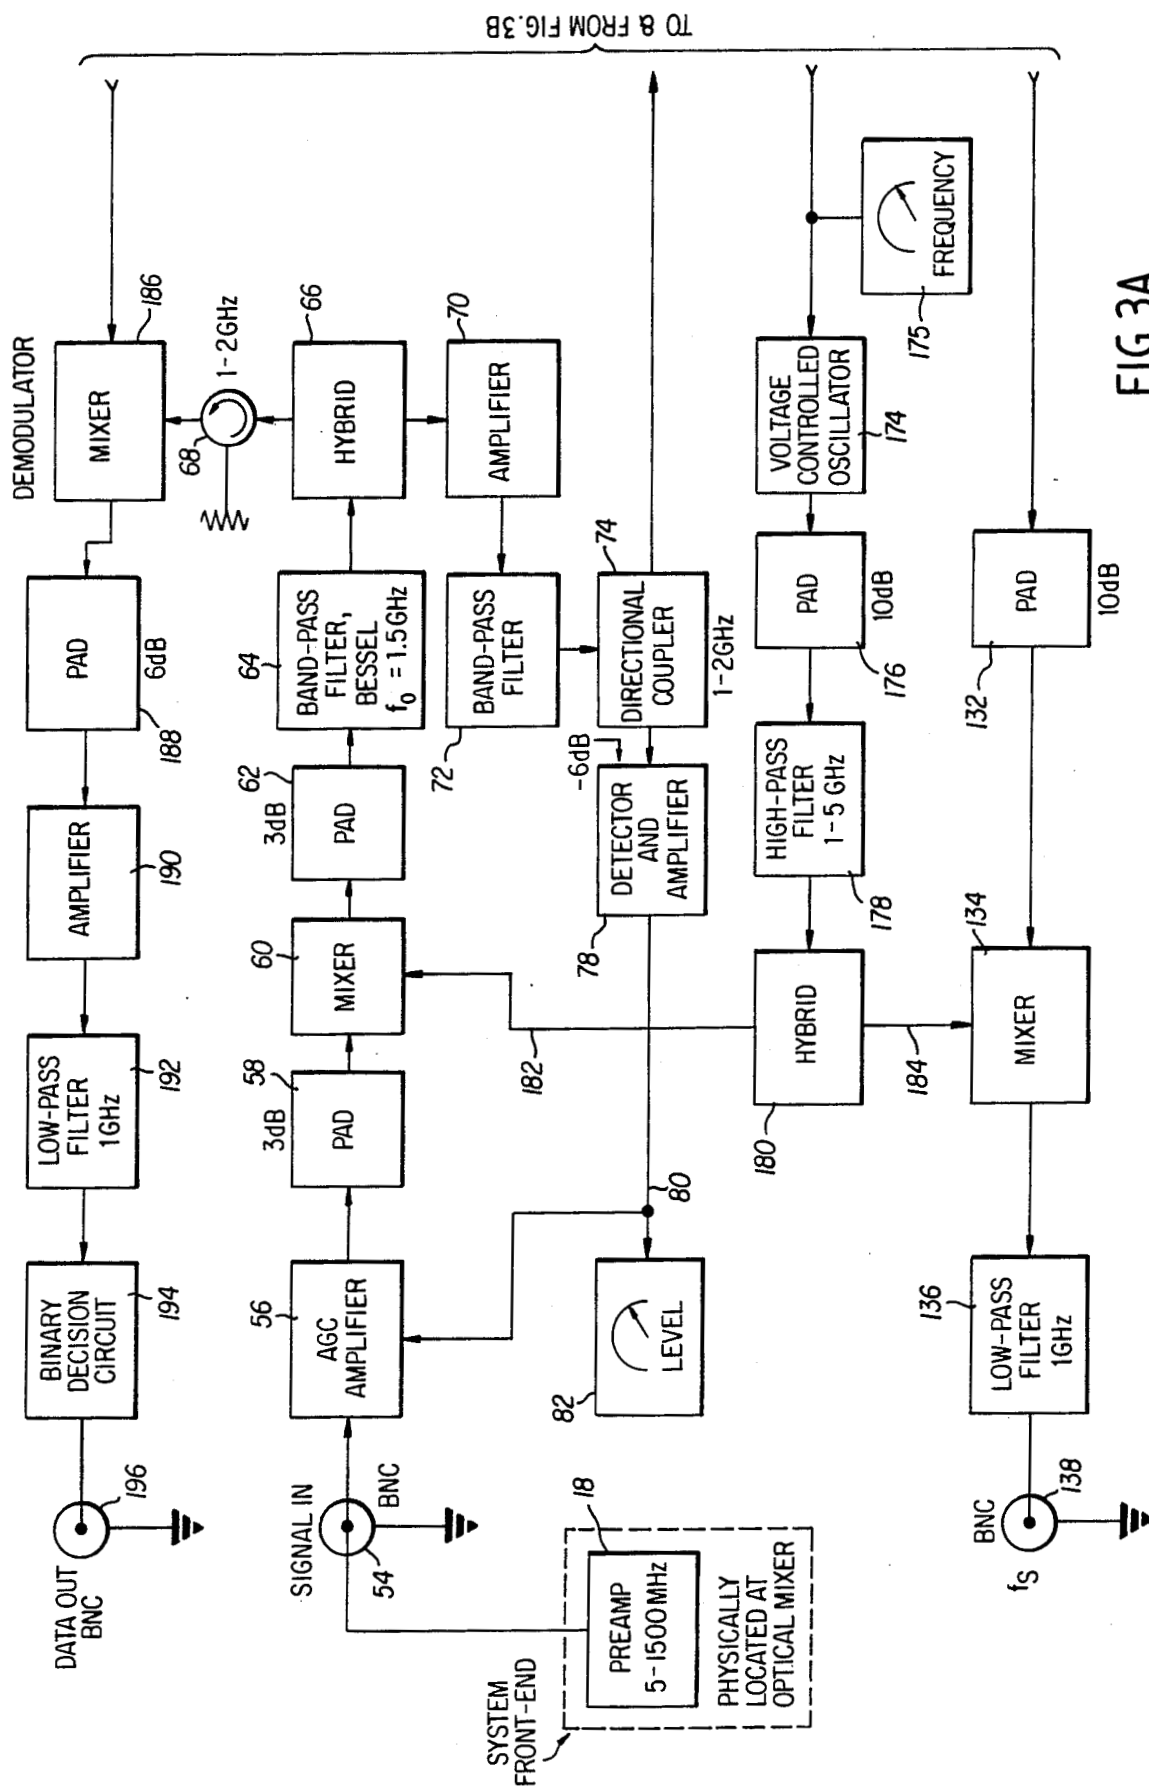 TO & FROM FIG.3B
DEMODULATOR
MIXER
186
PAD
6dB
188
AMPLIFIER
190
LOW-PASS
FILTER
1GHz
192
BINARY
DECISION
CIRCUIT
194
DATA OUT
BNC
196
1-2GHz
68
HYBRID
66
BAND-PASS
FILTER,
BESSEL
f0 = 1.5GHz
64
3dB
62
PAD
60
MIXER
3dB
58
PAD
56
AGC
AMPLIFIER
SIGNAL IN
BNC
54
70
AMPLIFIER
BAND-PASS
FILTER
72
74
DIRECTIONAL
COUPLER
1-2GHz
-6dB
DETECTOR
AND
AMPLIFIER
78
80
LEVEL
82
SYSTEM
FRONT-END
18
PREAMP
5-1500MHz
PHYSICALLY
LOCATED AT
OPTICAL MIXER
FREQUENCY
175
VOLTAGE
CONTROLLED
OSCILLATOR
174
PAD
10dB
176
HIGH-PASS
FILTER
1-5 GHz
178
HYBRID
180
182
184
PAD
10dB
132
134
MIXER
136
LOW-PASS
FILTER
1GHz
BNC
138
fS
FIG.3A